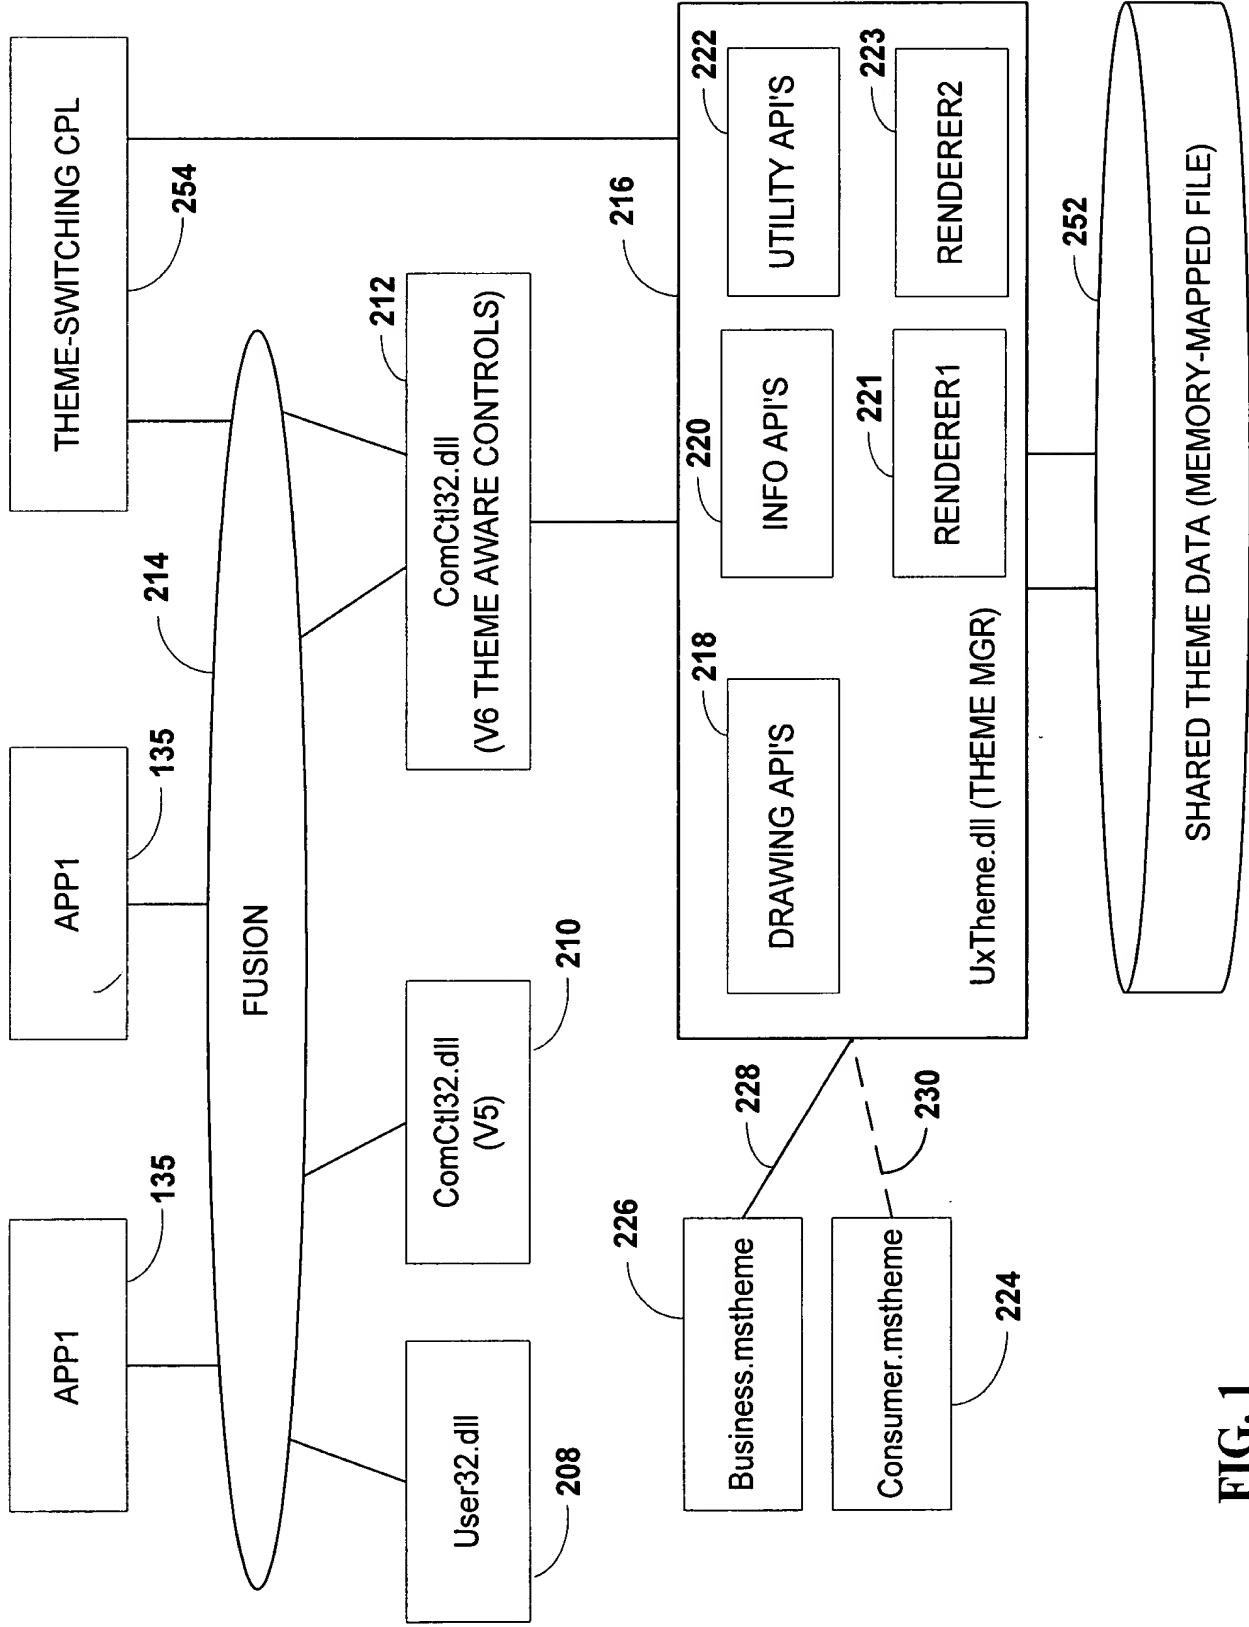 APP1
135
APP1
135
THEME-SWITCHING CPL
254
FUSION
214
User32.dll
208
ComCtl32.dll
(V5)
210
ComCtl32.dll
(V6 THEME AWARE CONTROLS)
212
Business.mstheme
226
228
Consumer.mstheme
224
230
216
DRAWING API'S
218
INFO API'S
220
UTILITY API'S
222
RENDERER1
221
RENDERER2
223
UxTheme.dll (THEME MGR)
252
SHARED THEME DATA (MEMORY-MAPPED FILE)
FIG. 1